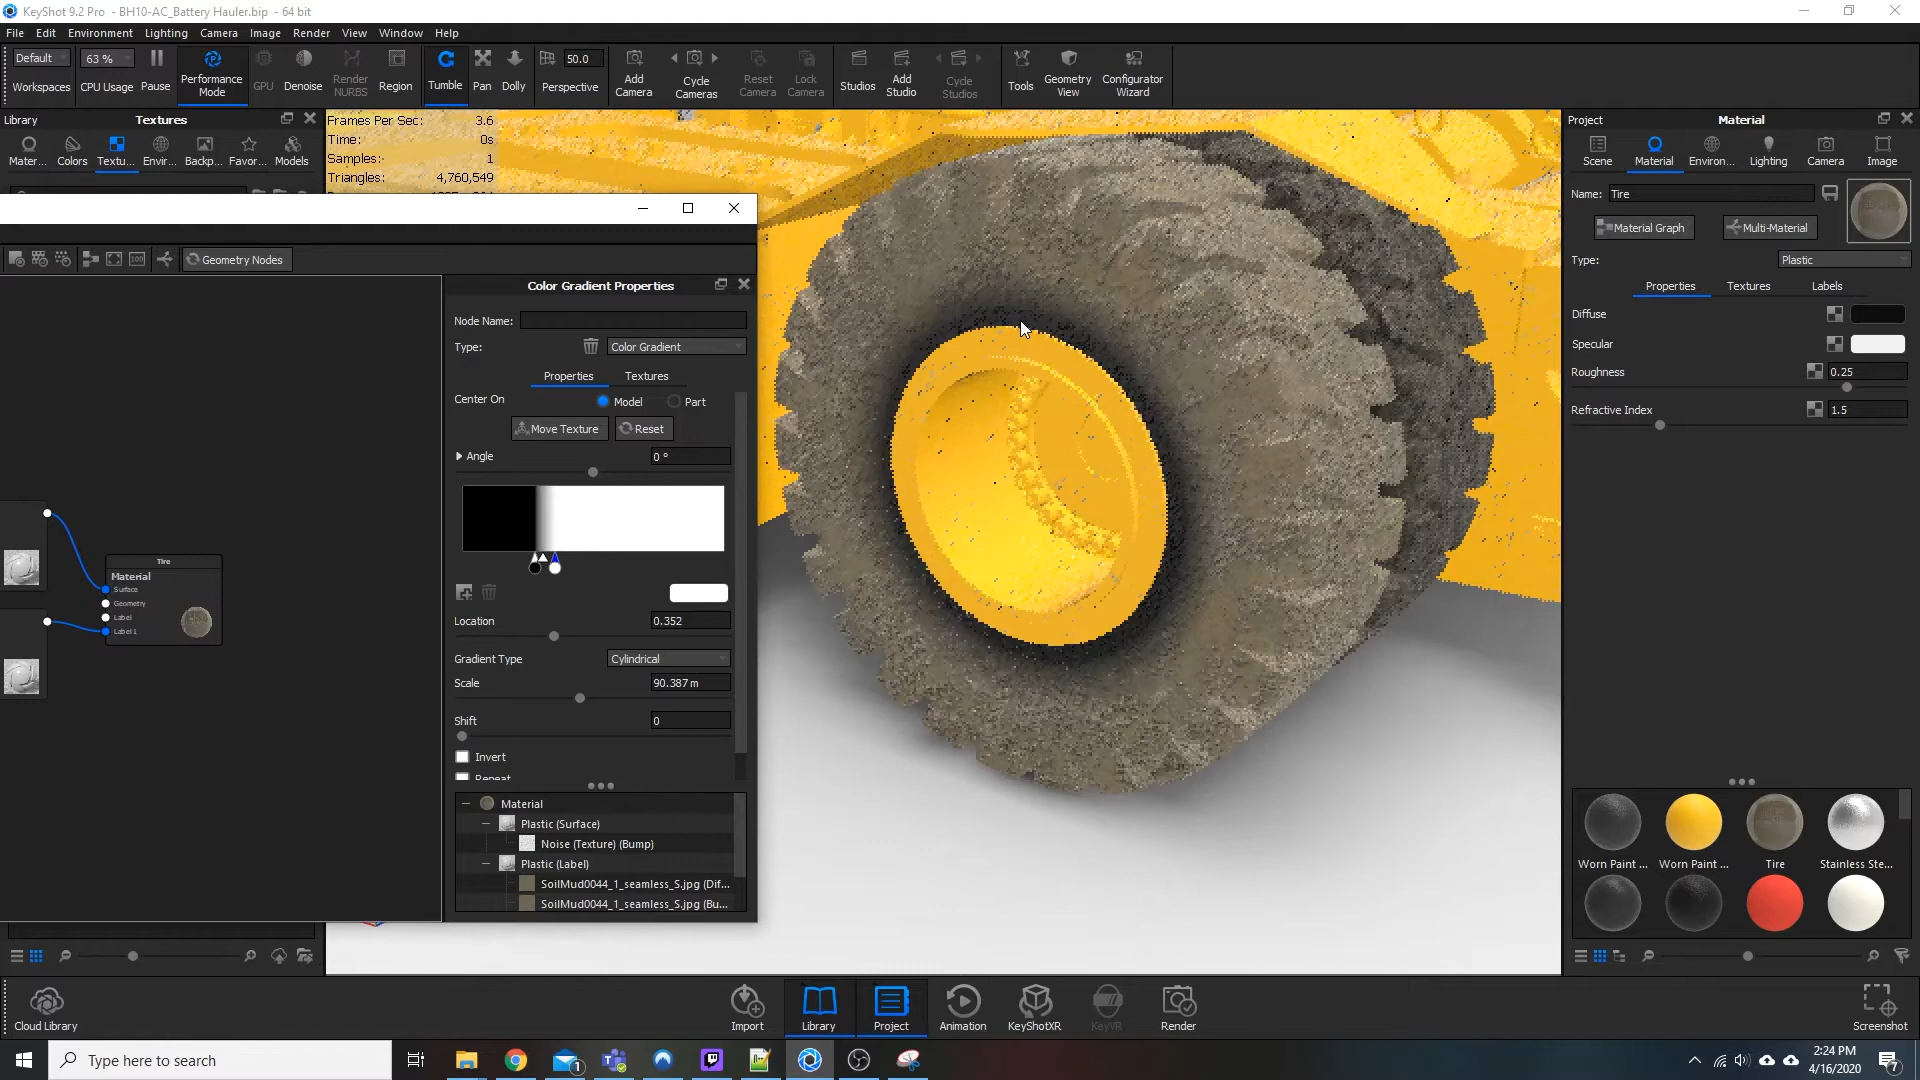 KeyShot 9.2 Pro - BH10-AC_Battery Hauler.bip - 64 bit
File Edit Environment Lighting Camera Image Render View Window Help
Default 63 % 50.0
Workspaces CPU Usage Pause Performance Mode GPU Denoise Render NURBS Region Tumble Pan Dolly Perspective Add Camera Cycle Cameras Reset Camera Lock Camera Studios Add Studio Cycle Studios Tools Geometry View Configurator Wizard
Library Textures
Mater... Colors Textu... Envir... Backp... Favor... Models
Frames Per Sec: 3.6
Time: 0s
Samples: 1
Triangles: 4,760,549
Geometry Nodes
Color Gradient Properties
Node Name:
Type: Color Gradient
Properties Textures
Center On Model Part
Move Texture Reset
Angle 0 °
Location 0.352
Gradient Type Cylindrical
Scale 90.387 m
Shift 0
Invert
Repeat
Material
Plastic (Surface)
Noise (Texture) (Bump)
Plastic (Label)
SoilMud0044_1_seamless_S.jpg (Dif...
SoilMud0044_1_seamless_S.jpg (Bu...
Tire
Material
Surface
Geometry
Label
Label 1
Project Material
Scene Material Environ... Lighting Camera Image
Name: Tire
Material Graph Multi-Material
Type: Plastic
Properties Textures Labels
Diffuse
Specular
Roughness 0.25
Refractive Index 1.5
Worn Paint ... Worn Paint ... Tire Stainless Ste...
Cloud Library Import Library Project Animation KeyShotXR KeyVR Render Screenshot
Type here to search
1
2:24 PM
4/16/2020
7